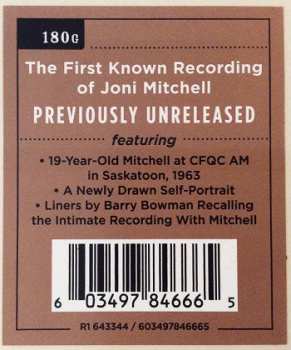 180G
The First Known Recording
of Joni Mitchell
PREVIOUSLY UNRELEASED
featuring
• 19-Year-Old Mitchell at CFQC AM
in Saskatoon, 1963
• A Newly Drawn Self-Portrait
• Liners by Barry Bowman Recalling
the Intimate Recording With Mitchell
6 03497 84666 5
R1 643344 / 603497846665